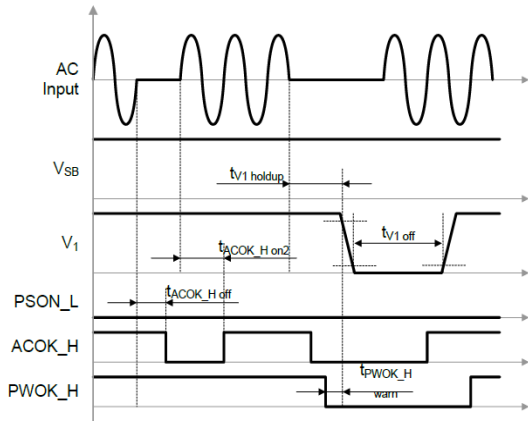 AC
Input
VSB
tV1 holdup
V1
tV1 off
tACOK_H on2
tACOK_H off
PSON_L
ACOK_H
tPWOK_H
warn
PWOK_H